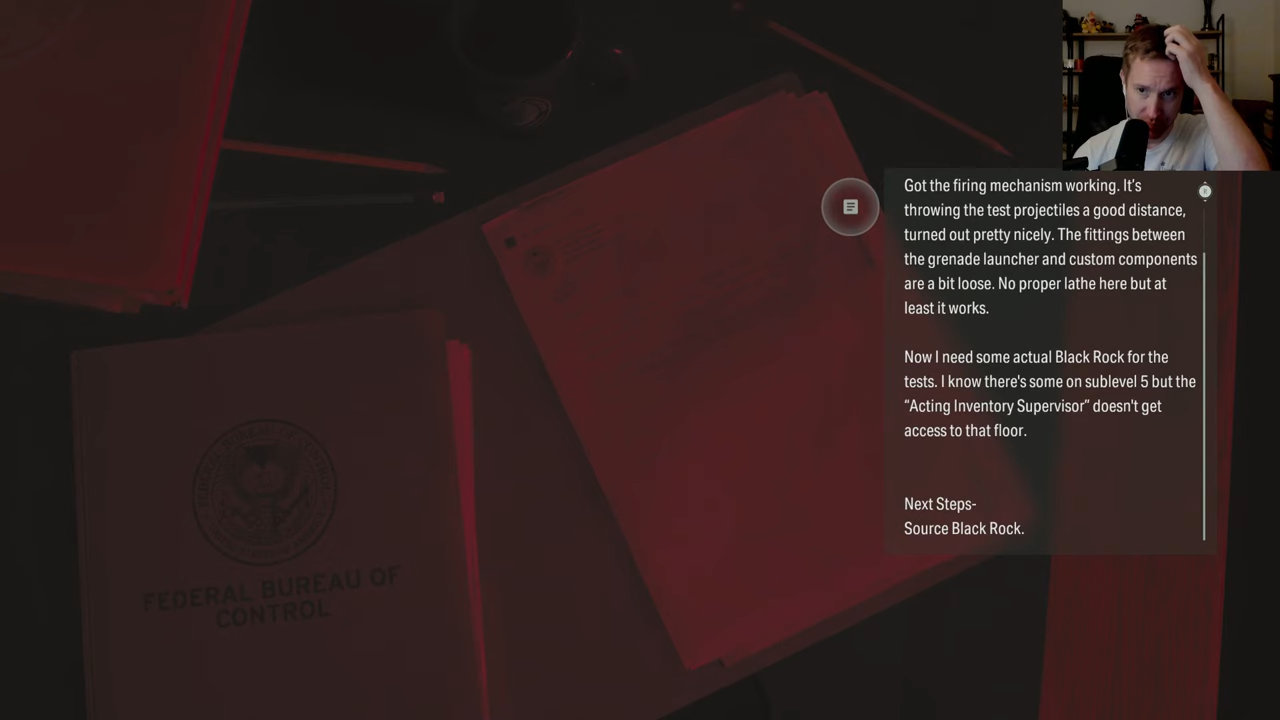 Got the firing mechanism working. It's
throwing the test projectiles a good distance,
turned out pretty nicely. The fittings between
the grenade launcher and custom components
are a bit loose. No proper lathe here but at
least it works.
Now I need some actual Black Rock for the
tests. I know there's some on sublevel 5 but the
“Acting Inventory Supervisor” doesn't get
access to that floor.
Next Steps-
Source Black Rock.
FEDERAL BUREAU OF
CONTROL